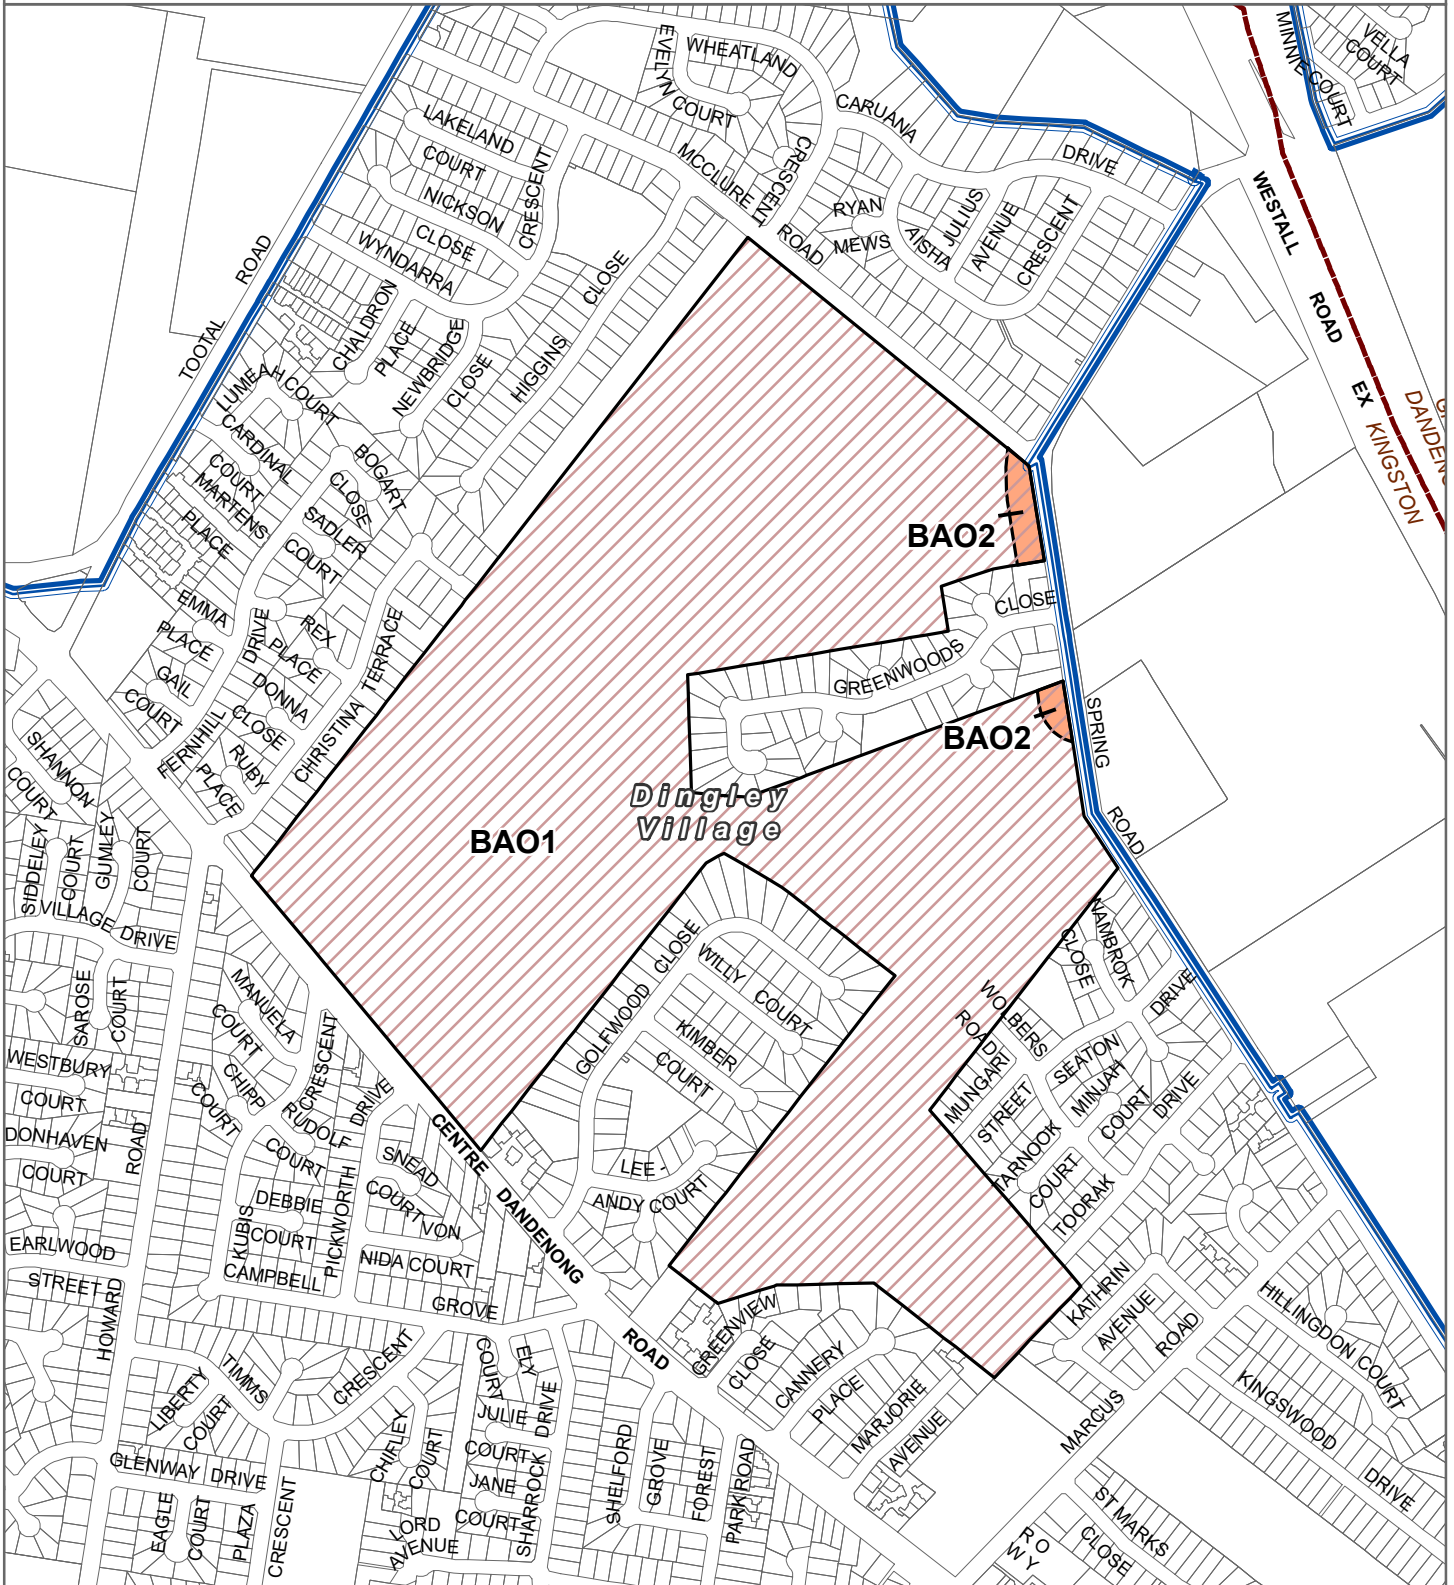 WHEATLAND
EVELYN
COURT
VELLA
COURT
MINNIE COURT
CARUANA
DRIVE
LAKELAND
COURT
MCCLURE
ROAD
CRESCENT
NICKSON
CLOSE
CRESCENT
WYNDARRA
RYAN
MEWS
JULIUS
AVENUE
AISHA
CRESCENT
WESTALL
ROAD
EX
TOOTAL
ROAD
CLOSE
HIGGINS
CHALDRON
PLACE
NEWBRIDGE
CLOSE
LUMEAH COURT
CARDINAL
COURT
BOGART
CLOSE
MARTENS
PLACE
SADLER
COURT
KINGSTON
BAO2
EMMA
PLACE
DRIVE
REX
PLACE
CLOSE
GREENWOODS
GAIL
COURT
DONNA
CLOSE
CHRISTINA TERRACE
FERNHILL
RUBY
PLACE
BAO2
SPRING
ROAD
SHANNON
COURT
Dingley
Village
BAO1
SIDDELEY
COURT
GUMLEY
COURT
VILLAGE DRIVE
NAMBROK
CLOSE
GOLFWOOD CLOSE
WILLY COURT
SAROSE
COURT
MANUELA
COURT
WOLBERS
ROAD
DRIVE
KIMBER
COURT
SEATON
MUNGARI
STREET
MINJAH
COURT
DRIVE
WESTBURY
COURT
CHIPP
COURT
CRESCENT
RUDOLF
COURT
DRIVE
CENTRE
DANDENONG
ROAD
DONHAVEN
COURT
ROAD
SNEAD
COURT
LEE -
ANDY COURT
TARNOOK
COURT
TOORAK
DEBBIE
COURT
VON
NIDA COURT
PICKWORTH
KUBIS
CAMPBELL
GROVE
EARLWOOD
STREET
HOWARD
KATHRIN
AVENUE
ROAD
HILLINGDON COURT
GREENVIEW
CLOSE
CANNERY
PLACE
MARJORIE
AVENUE
MARCUS
KINGSWOOD
DRIVE
TIMMS
CRESCENT
LIBERTY
COURT
COURT
ELY
JULIE
COURT
JANE
COURT
SHARROCK DRIVE
CHIFLEY
COURT
SHELFORD
GROVE
FOREST
PARK ROAD
GLENWAY DRIVE
EAGLE
COURT
PLAZA
CRESCENT
LORD
AVENUE
ST MARKS
CLOSE
ROWY